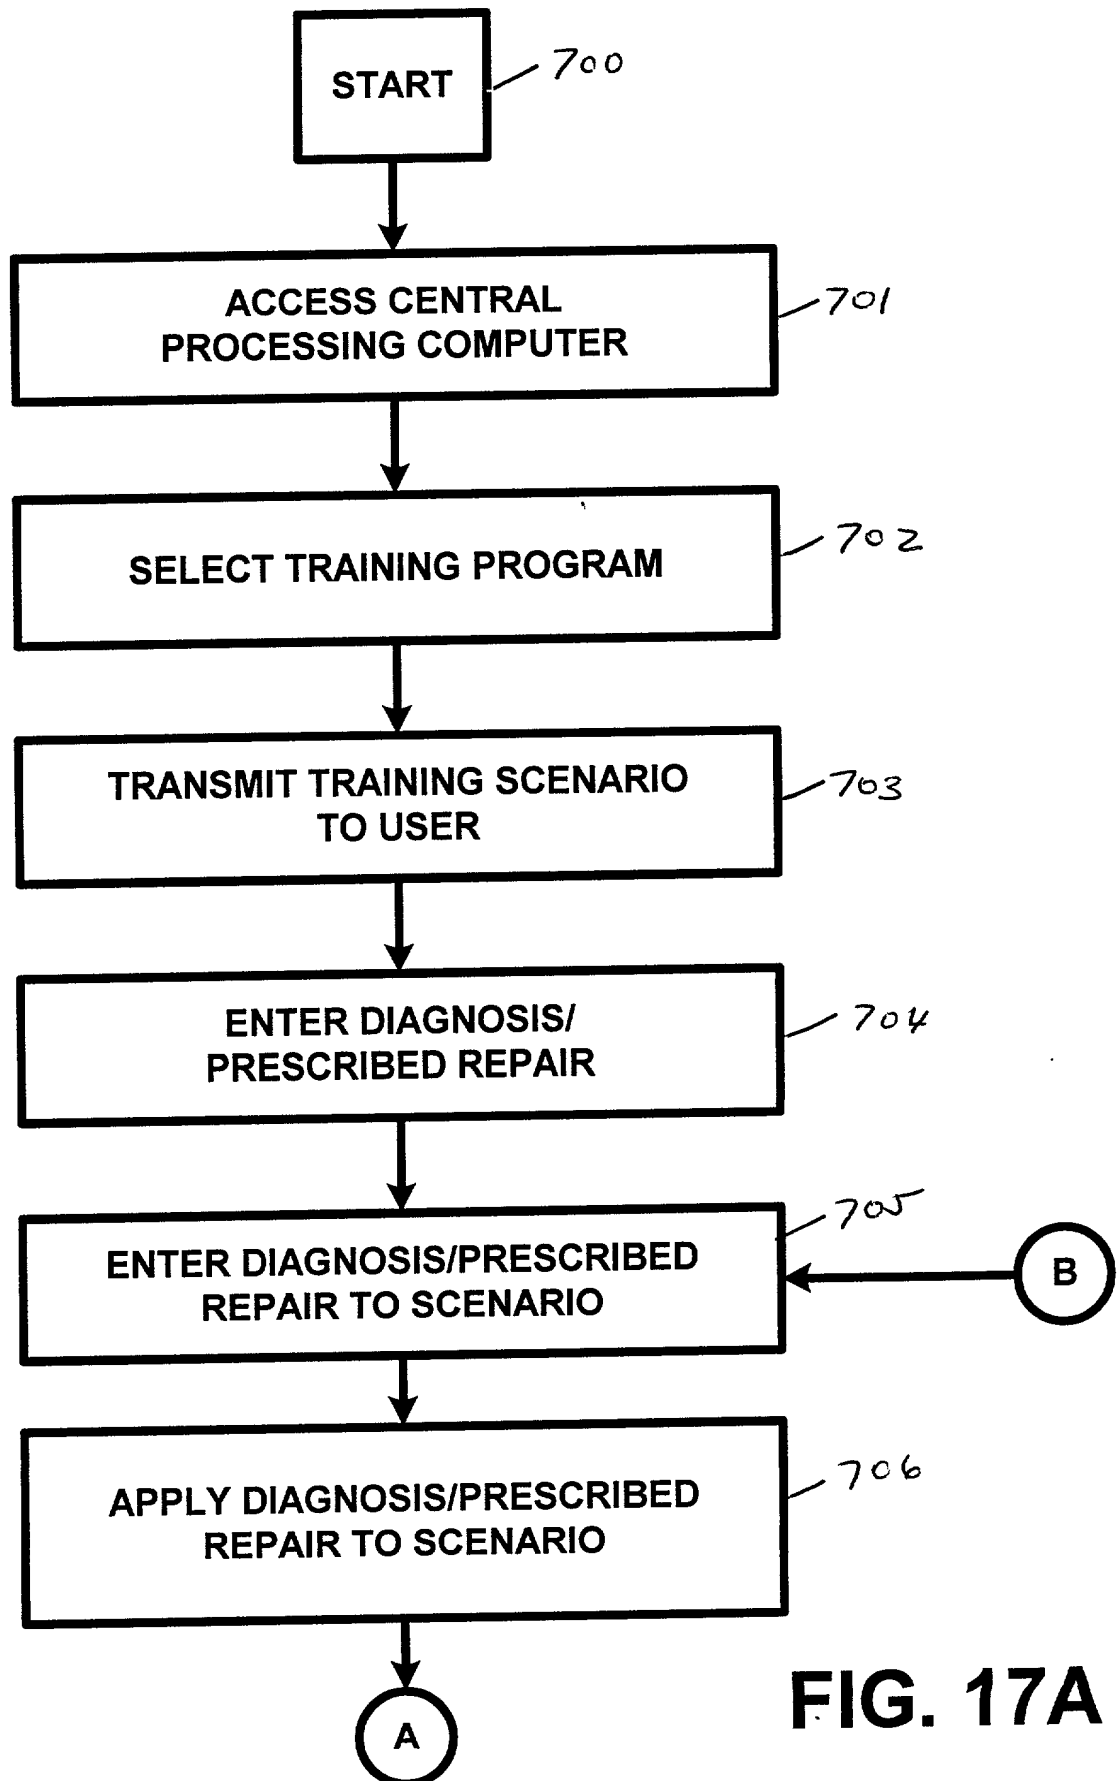 START
700
ACCESS CENTRAL
PROCESSING COMPUTER
701
SELECT TRAINING PROGRAM
702
TRANSMIT TRAINING SCENARIO
TO USER
703
ENTER DIAGNOSIS/
PRESCRIBED REPAIR
704
ENTER DIAGNOSIS/PRESCRIBED
REPAIR TO SCENARIO
705
B
APPLY DIAGNOSIS/PRESCRIBED
REPAIR TO SCENARIO
706
A
FIG. 17A